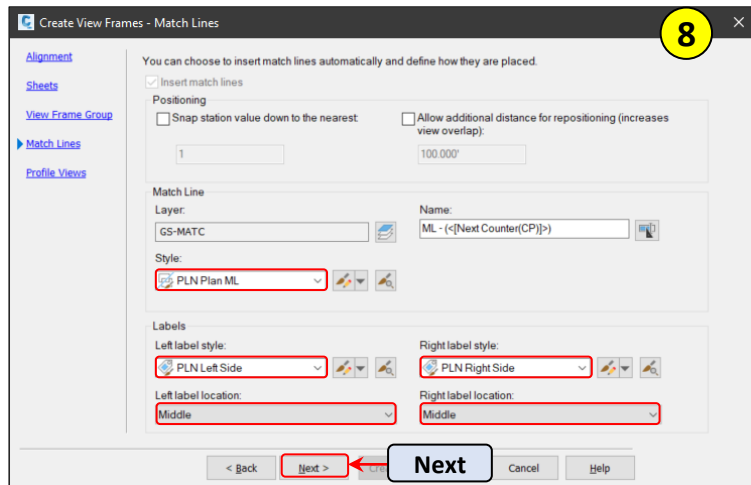 Create View Frames - Match Lines
8
Alignment
Sheets
View Frame Group
Match Lines
Profile Views
You can choose to insert match lines automatically and define how they are placed.
Insert match lines
Positioning
Snap station value down to the nearest:
1
Allow additional distance for repositioning (increases
view overlap):
100.000'
Match Line
Layer:
GS-MATC
Name:
ML - (<[Next Counter(CP)]>)
Style:
PLN Plan ML
Labels
Left label style:
PLN Left Side
Right label style:
PLN Right Side
Left label location:
Middle
Right label location:
Middle
< Back
Next >
Next
Cancel
Help